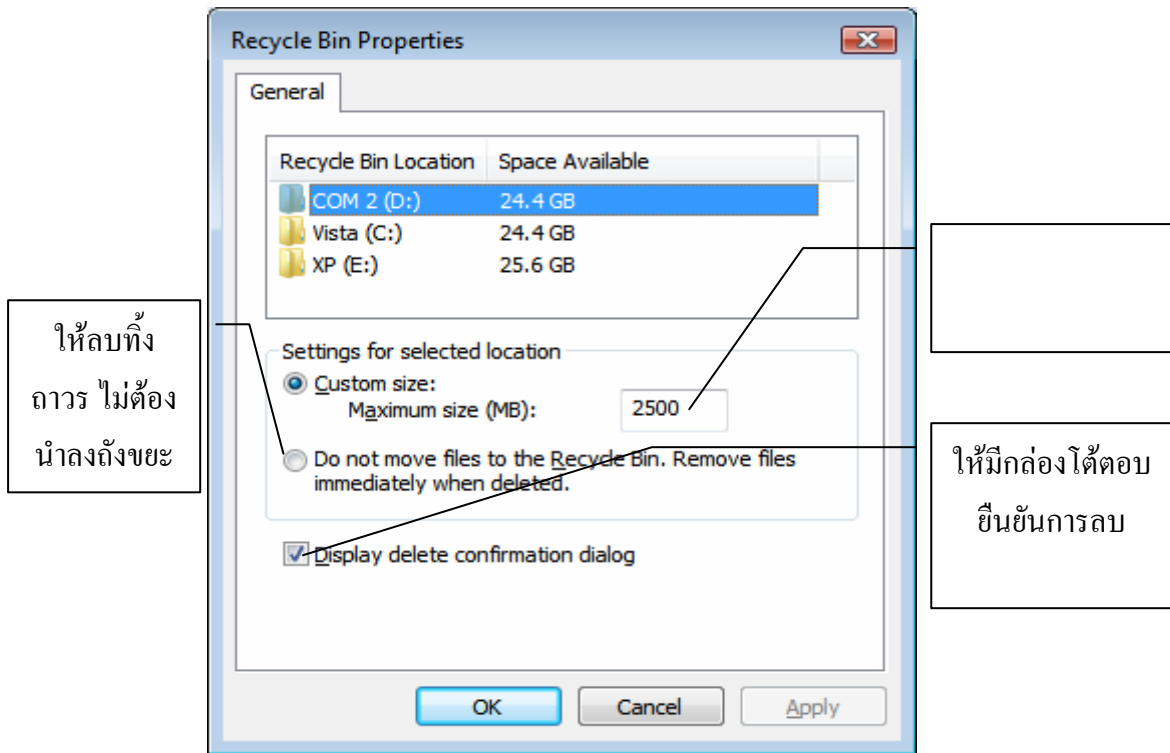 Recycle Bin Properties
General
Recycle Bin Location Space Available
COM 2 (D:) 24.4 GB
Vista (C:) 24.4 GB
XP (E:) 25.6 GB
Settings for selected location
Custom size:
Maximum size (MB): 2500
Do not move files to the Recycle Bin. Remove files
immediately when deleted.
Display delete confirmation dialog
OK Cancel Apply
ให้ลบทิ้ง
ถาวร ไม่ต้อง
นำลงถังขยะ
ให้มีกล่องโต้ตอบ
ยืนยันการลบ